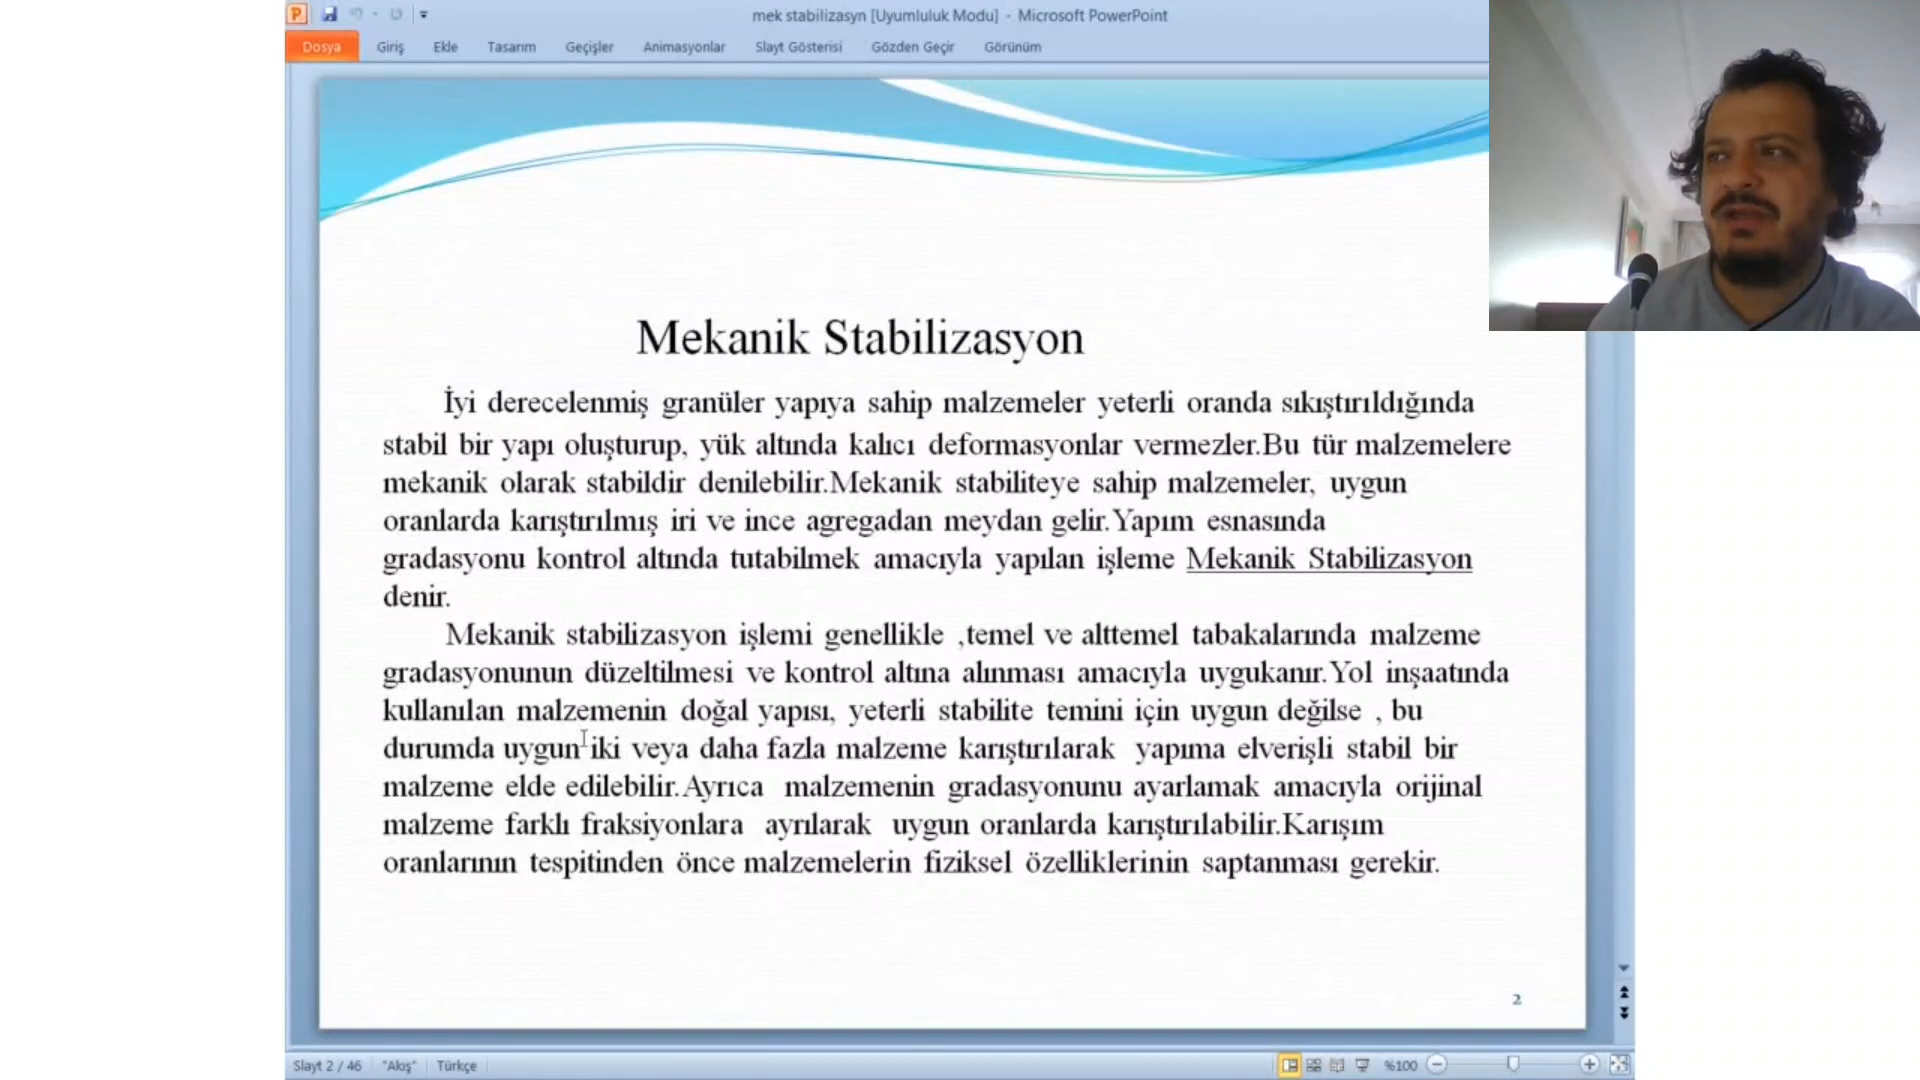 mek stabilizasyn [Uyumluluk Modu] - Microsoft PowerPoint
Dosya Giriş Ekle Tasarım Geçişler Animasyonlar Slayt Gösterisi Gözden Geçir Görünüm
Mekanik Stabilizasyon
İyi derecelenmiş granüler yapıya sahip malzemeler yeterli oranda sıkıştırıldığında
stabil bir yapı oluşturup, yük altında kalıcı deformasyonlar vermezler.Bu tür malzemelere
mekanik olarak stabildir denilebilir.Mekanik stabiliteye sahip malzemeler, uygun
oranlarda karıştırılmış iri ve ince agregadan meydan gelir.Yapım esnasında
gradasyonu kontrol altında tutabilmek amacıyla yapılan işleme Mekanik Stabilizasyon
denir.
Mekanik stabilizasyon işlemi genellikle ,temel ve alttemel tabakalarında malzeme
gradasyonunun düzeltilmesi ve kontrol altına alınması amacıyla uygukanır.Yol inşaatında
kullanılan malzemenin doğal yapısı, yeterli stabilite temini için uygun değilse , bu
durumda uygun iki veya daha fazla malzeme karıştırılarak yapıma elverişli stabil bir
malzeme elde edilebilir.Ayrıca malzemenin gradasyonunu ayarlamak amacıyla orijinal
malzeme farklı fraksiyonlara ayrılarak uygun oranlarda karıştırılabilir.Karışım
oranlarının tespitinden önce malzemelerin fiziksel özelliklerinin saptanması gerekir.
2
Slayt 2 / 46 "Akış" Türkçe %100